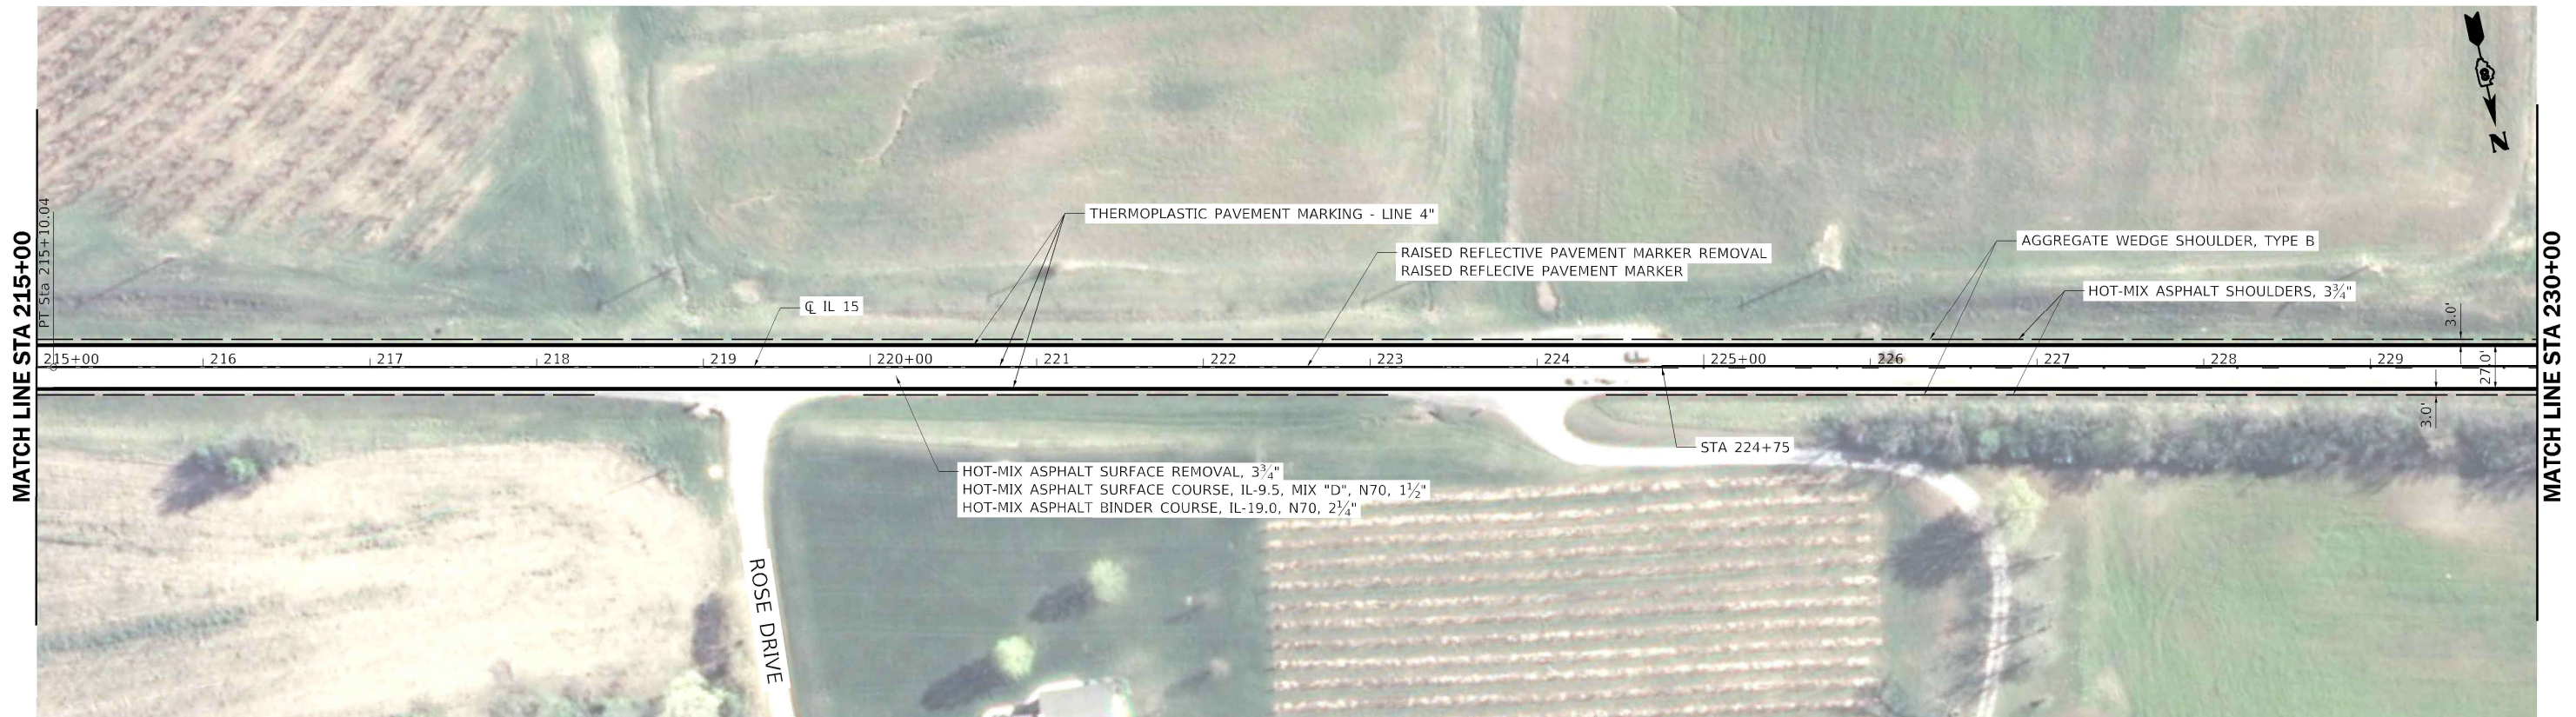 MATCH LINE STA 215+00
PT Sta 215+10.04
THERMOPLASTIC PAVEMENT MARKING - LINE 4"
RAISED REFLECTIVE PAVEMENT MARKER REMOVAL
RAISED REFLECIVE PAVEMENT MARKER
AGGREGATE WEDGE SHOULDER, TYPE B
HOT-MIX ASPHALT SHOULDERS, 3¾"
℄ IL 15
3.0'
215+00 216 217 218 219 220+00 221 222 223 224 225+00 226 227 228 229
27.0'
3.0'
STA 224+75
HOT-MIX ASPHALT SURFACE REMOVAL, 3¾"
HOT-MIX ASPHALT SURFACE COURSE, IL-9.5, MIX "D", N70, 1½"
HOT-MIX ASPHALT BINDER COURSE, IL-19.0, N70, 2¼"
ROSE DRIVE
N
MATCH LINE STA 230+00